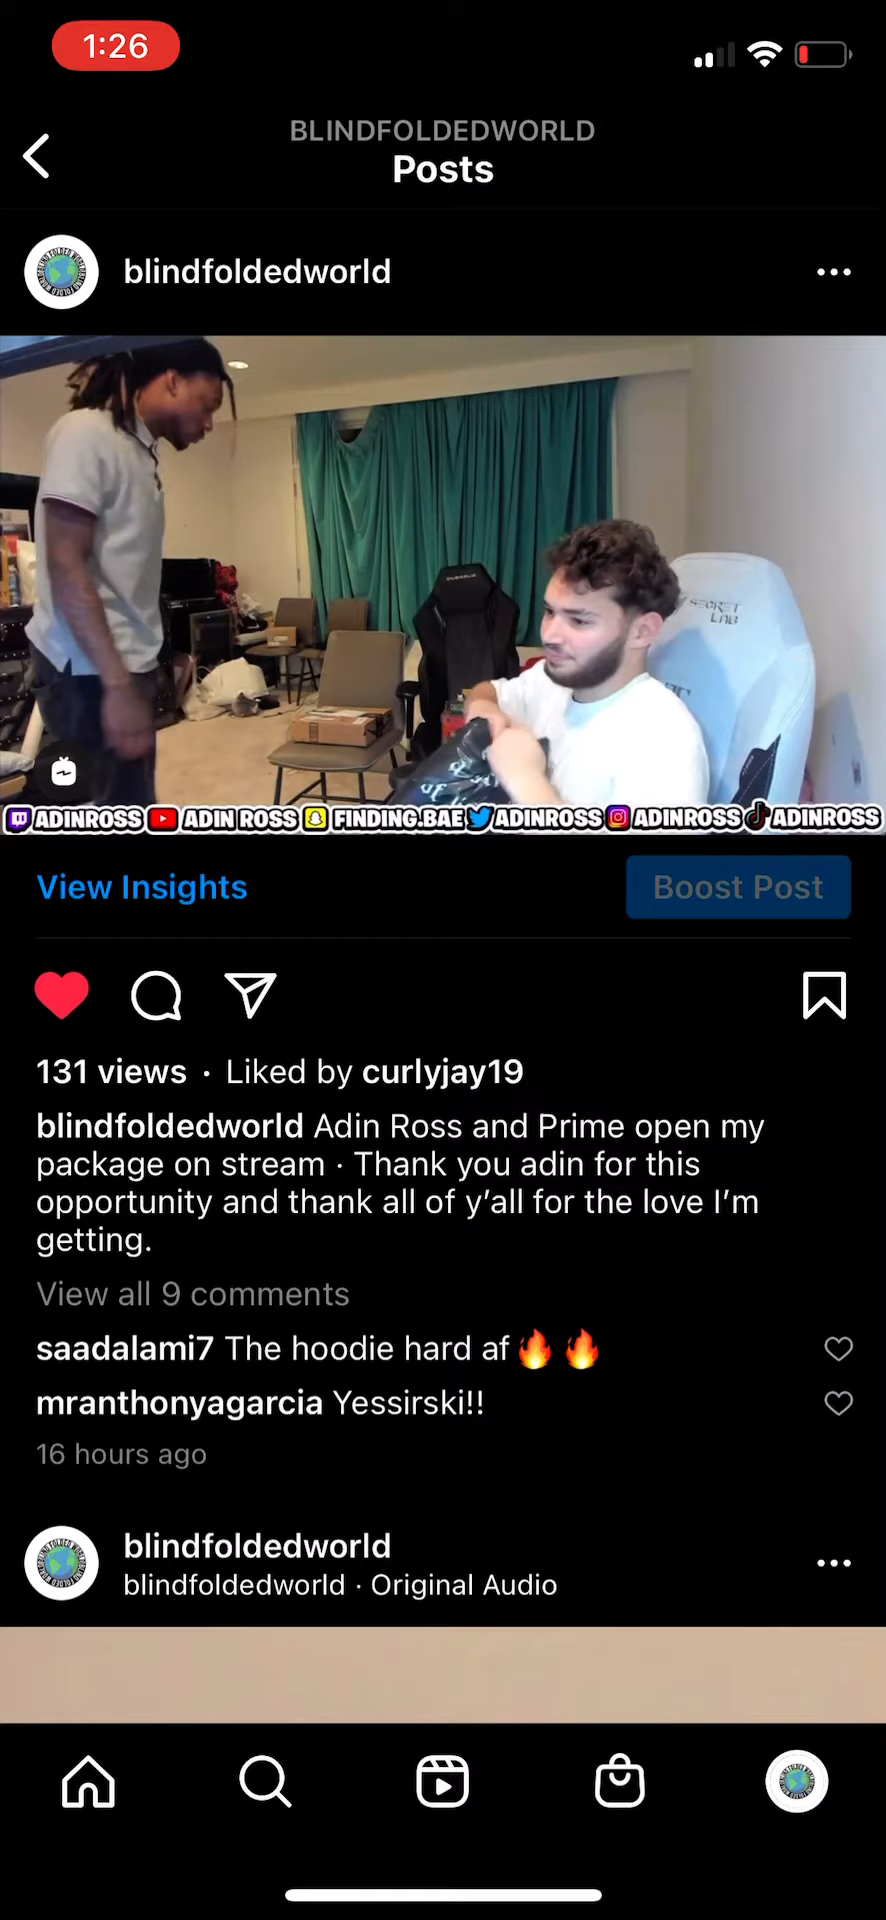 1:26
BLINDFOLDEDWORLD
Posts
blindfoldedworld
SECRET
LAB
ADINROSS ADIN ROSS FINDING.BAE ADINROSS ADINROSS ADINROSS
View Insights
Boost Post
131 views · Liked by curlyjay19
blindfoldedworld Adin Ross and Prime open my
package on stream · Thank you adin for this
opportunity and thank all of y’all for the love I’m
getting.
View all 9 comments
saadalami7 The hoodie hard af🔥🔥
mranthonyagarcia Yessirski!!
16 hours ago
blindfoldedworld
blindfoldedworld · Original Audio